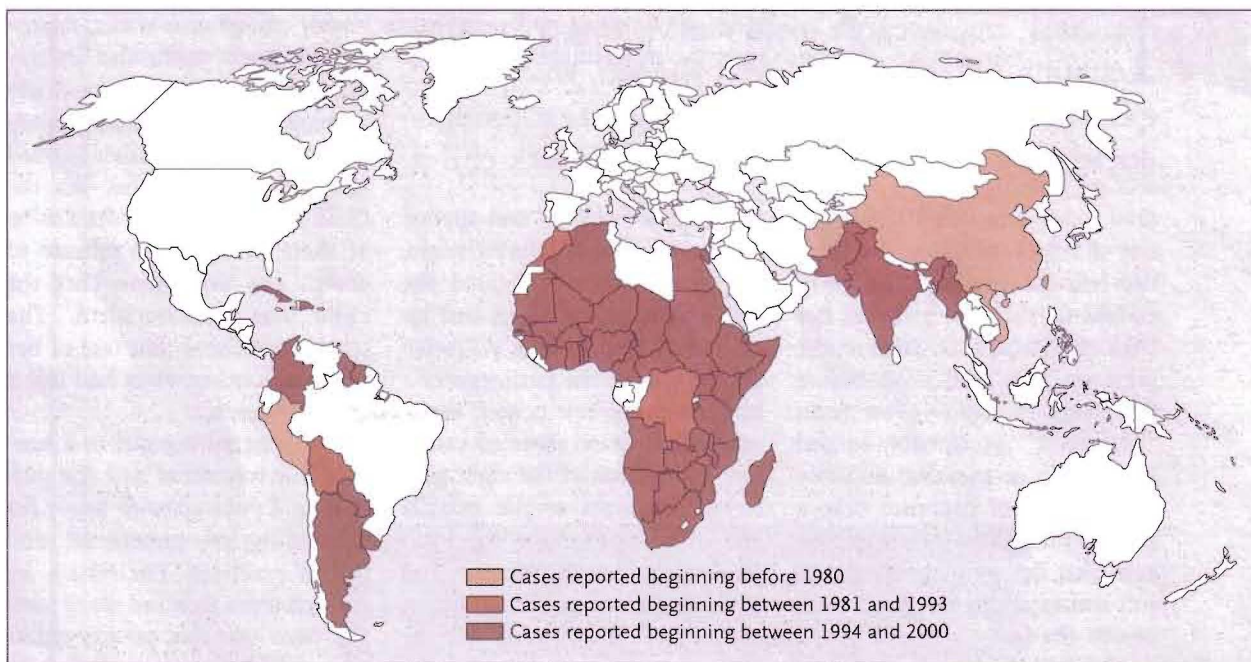 Cases reported beginning before 1980
Cases reported beginning between 1981 and 1993
Cases reported beginning between 1994 and 2000